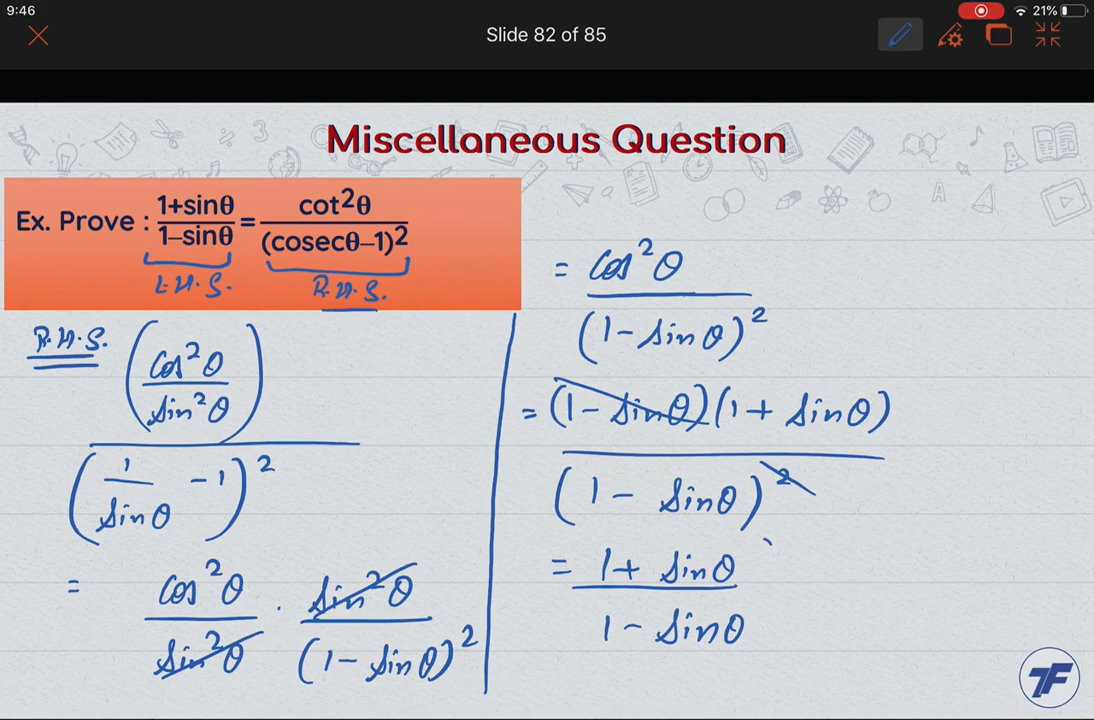 9:46
21%
Slide 82 of 85
Miscellaneous Question
Ex. Prove : (1+sinθ)/(1–sinθ) = cot²θ/(cosecθ–1)²
L.H.S. R.H.S.
R.H.S. (cos²θ/sin²θ)/(1/sinθ - 1)²
= cos²θ/sin²θ · sin²θ/(1-sinθ)²
= cos²θ/(1-sinθ)²
= (1-sinθ)(1+sinθ)/(1-sinθ)²
= 1+sinθ/1-sinθ